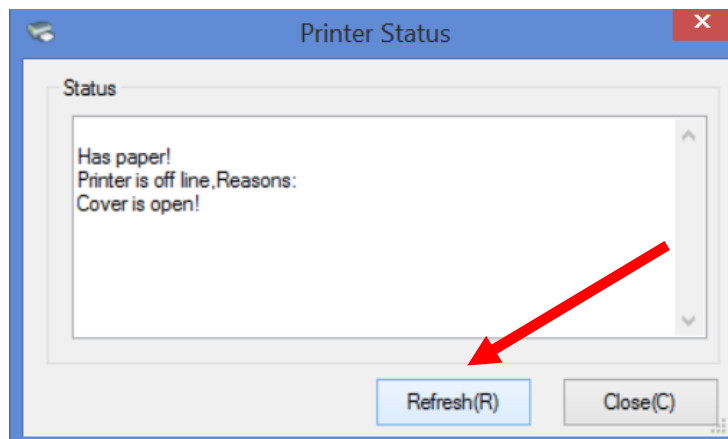 Printer Status
Status
Has paper!
Printer is off line,Reasons:
Cover is open!
Refresh(R)
Close(C)